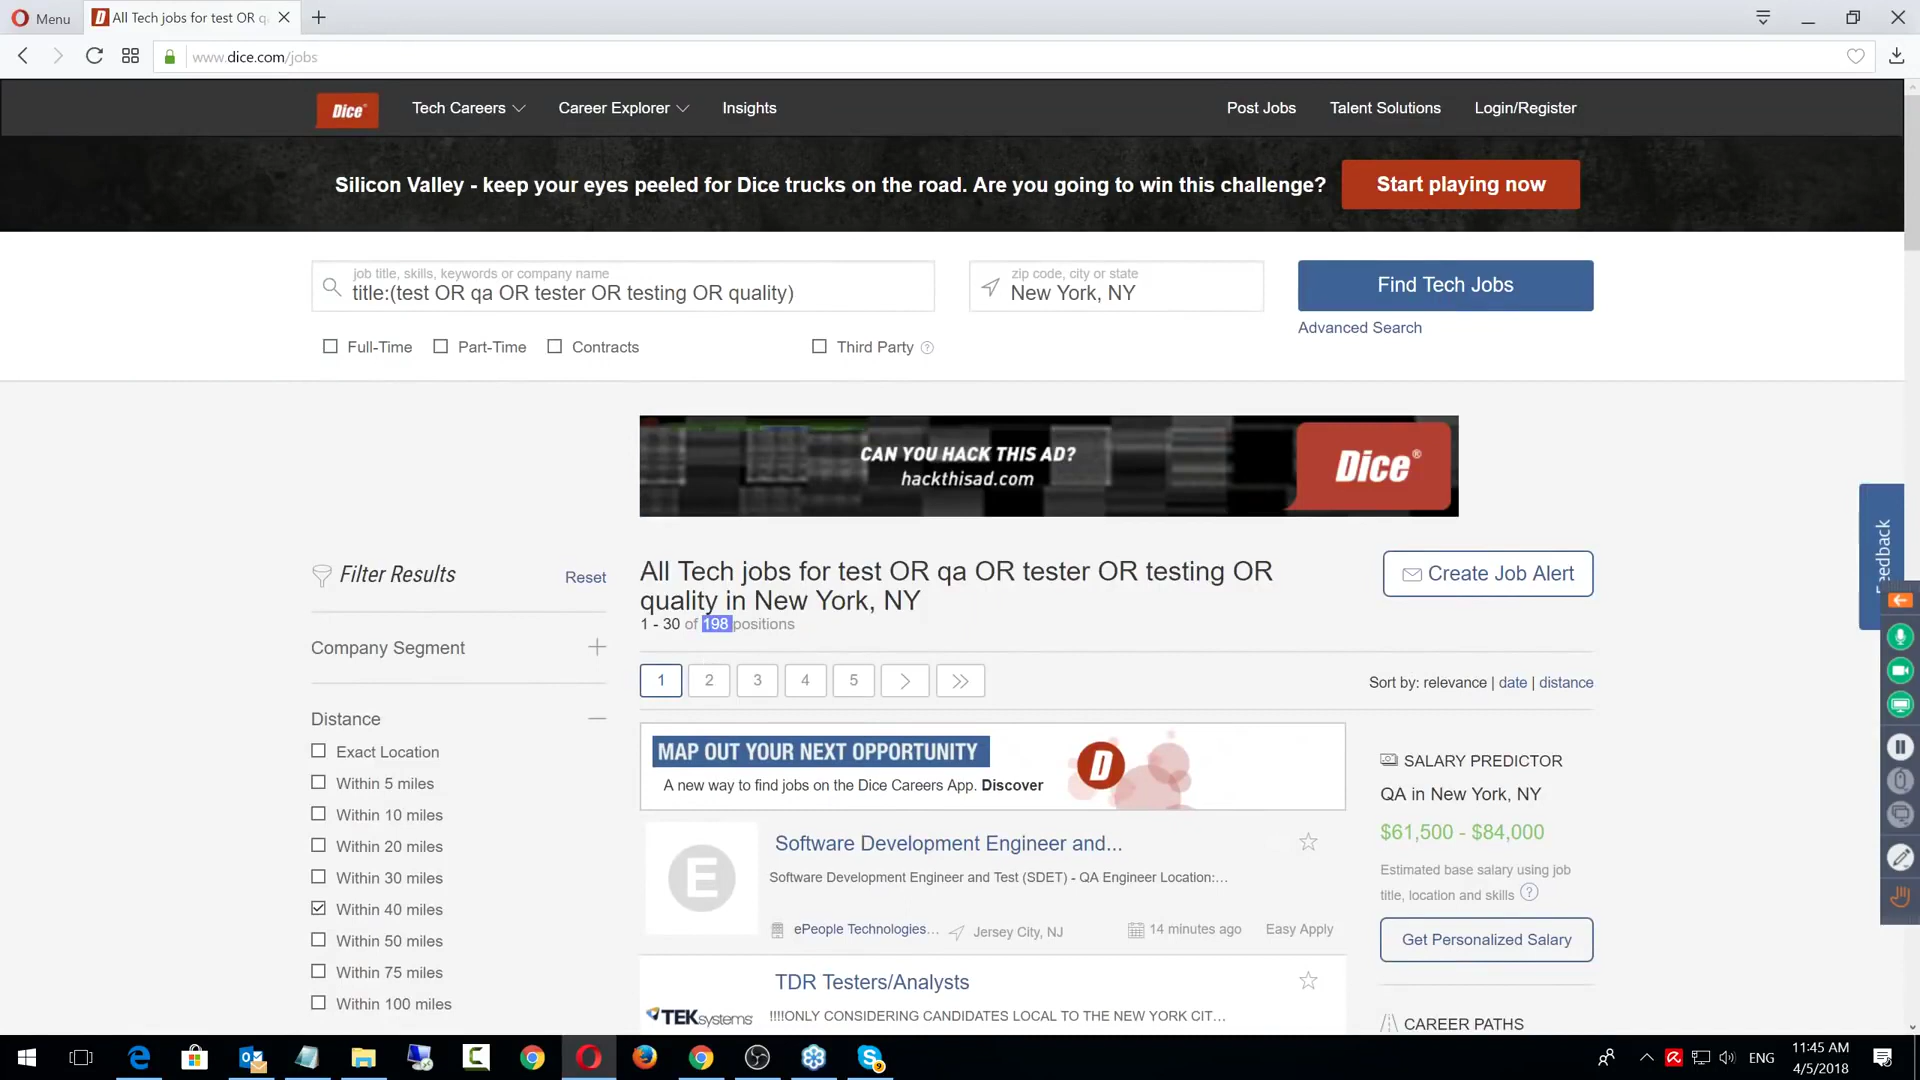 Menu
All Tech jobs for test OR q
www.dice.com/jobs
Dice
Tech Careers
Career Explorer
Insights
Post Jobs
Talent Solutions
Login/Register
Silicon Valley - keep your eyes peeled for Dice trucks on the road. Are you going to win this challenge?
Start playing now
job title, skills, keywords or company name
title:(test OR qa OR tester OR testing OR quality)
zip code, city or state
New York, NY
Find Tech Jobs
Advanced Search
Full-Time
Part-Time
Contracts
Third Party
CAN YOU HACK THIS AD?
hackthisad.com
Dice®
Feedback
Filter Results
Reset
Company Segment
Distance
Exact Location
Within 5 miles
Within 10 miles
Within 20 miles
Within 30 miles
Within 40 miles
Within 50 miles
Within 75 miles
Within 100 miles
All Tech jobs for test OR qa OR tester OR testing OR
quality in New York, NY
1 - 30 of 198 positions
Create Job Alert
1 2 3 4 5
Sort by: relevance | date | distance
MAP OUT YOUR NEXT OPPORTUNITY
A new way to find jobs on the Dice Careers App. Discover
D
E
Software Development Engineer and...
Software Development Engineer and Test (SDET) - QA Engineer Location:...
ePeople Technologies...
Jersey City, NJ
14 minutes ago
Easy Apply
TDR Testers/Analysts
TEKsystems
!!!!ONLY CONSIDERING CANDIDATES LOCAL TO THE NEW YORK CIT...
SALARY PREDICTOR
QA in New York, NY
$61,500 - $84,000
Estimated base salary using job
title, location and skills
Get Personalized Salary
CAREER PATHS
ENG
11:45 AM
4/5/2018